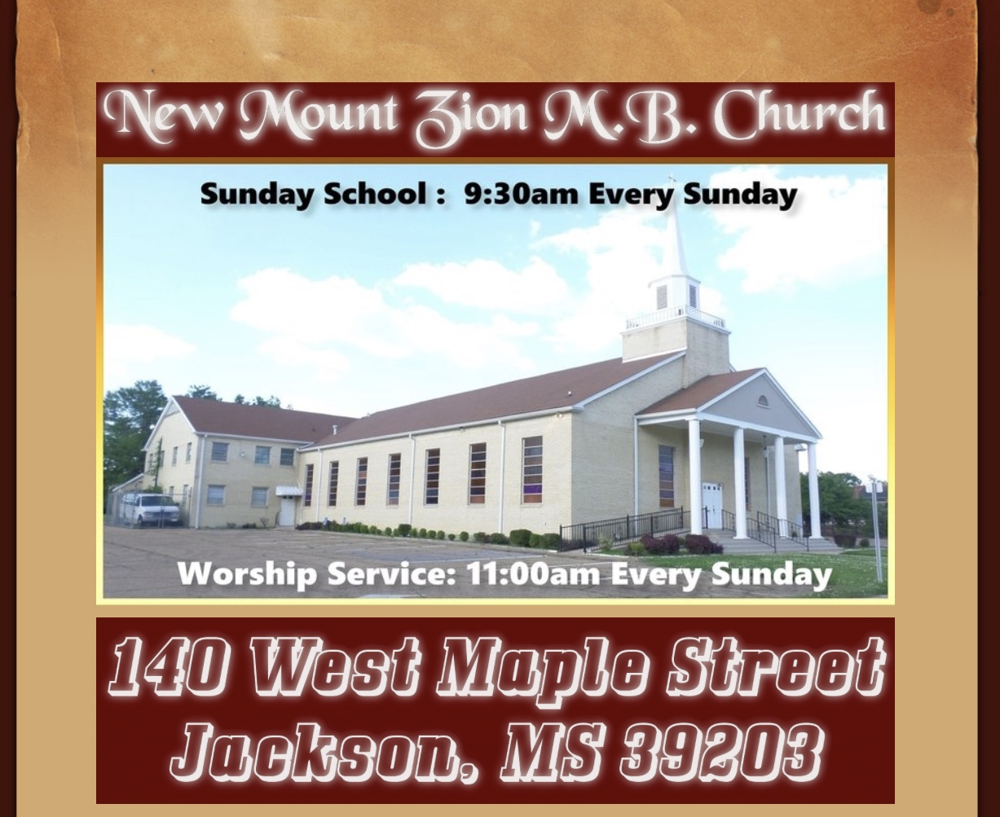 New Mount Zion M.B. Church
Sunday School : 9:30am Every Sunday
Worship Service: 11:00am Every Sunday
140 West Maple Street
Jackson, MS 39203